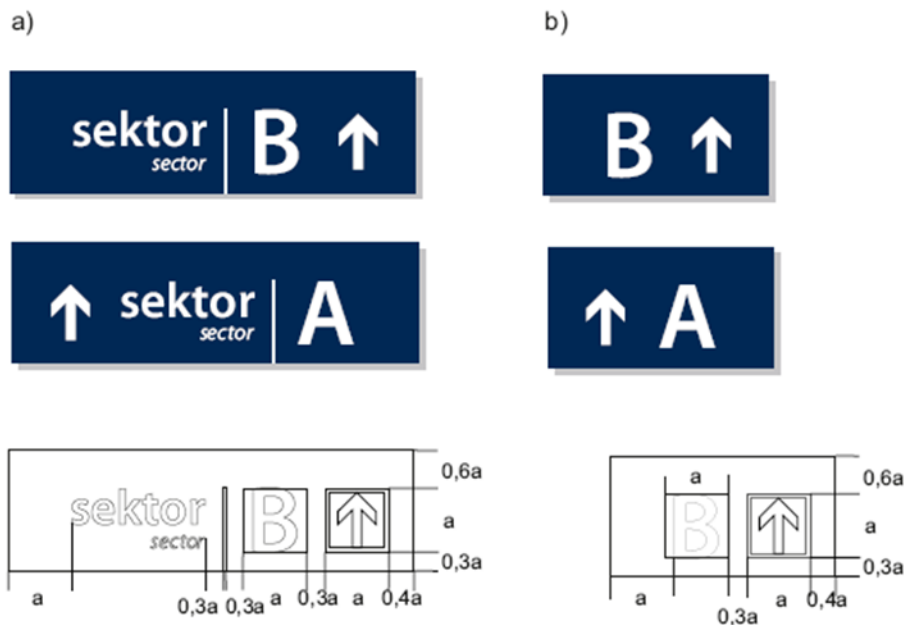 a)
b)
sektor B
sector
B
sektor A
sector
A
0,6a
sektor B
a
sector
0,3a
a 0,3a 0,3a a 0,3a a 0,4a
0,6a
a
B
a
0,3a
a 0,3a a 0,4a